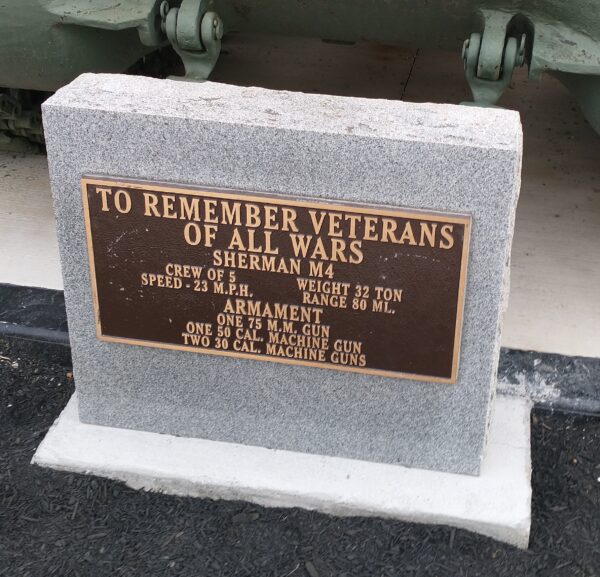 TO REMEMBER VETERANS
OF ALL WARS
SHERMAN M4
CREW OF 5 WEIGHT 32 TON
SPEED - 23 M.P.H. RANGE 80 ML.
ARMAMENT
ONE 75 M.M. GUN
ONE 50 CAL. MACHINE GUN
TWO 30 CAL. MACHINE GUNS